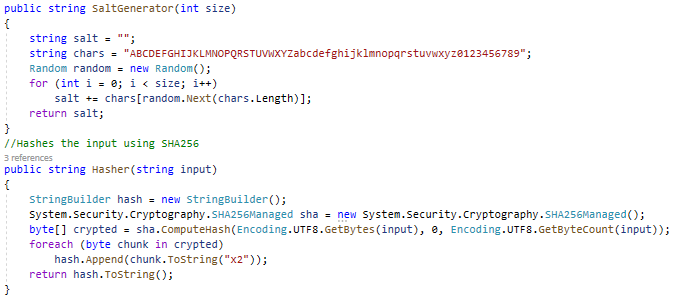 public string SaltGenerator(int size)
{
string salt = "";
string chars = "ABCDEFGHIJKLMNOPQRSTUVWXYZabcdefghijklmnopqrstuvwxyz0123456789";
Random random = new Random();
for (int i = 0; i < size; i++)
salt += chars[random.Next(chars.Length)];
return salt;
}
//Hashes the input using SHA256
3 references
public string Hasher(string input)
{
StringBuilder hash = new StringBuilder();
System.Security.Cryptography.SHA256Managed sha = new System.Security.Cryptography.SHA256Managed();
byte[] crypted = sha.ComputeHash(Encoding.UTF8.GetBytes(input), 0, Encoding.UTF8.GetByteCount(input));
foreach (byte chunk in crypted)
hash.Append(chunk.ToString("x2"));
return hash.ToString();
}